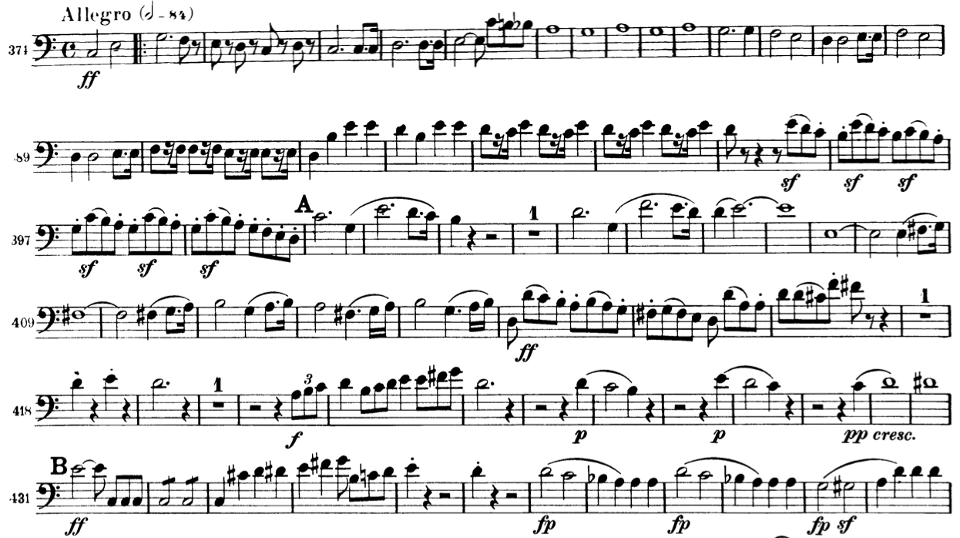 Allegro (𝅗𝅥 - 84)
374
ff
89
sf sf sf
A
397 1
sf sf sf
409 1
ff
418 1 3
f p p pp cresc.
B
431
ff fp fp fp sf